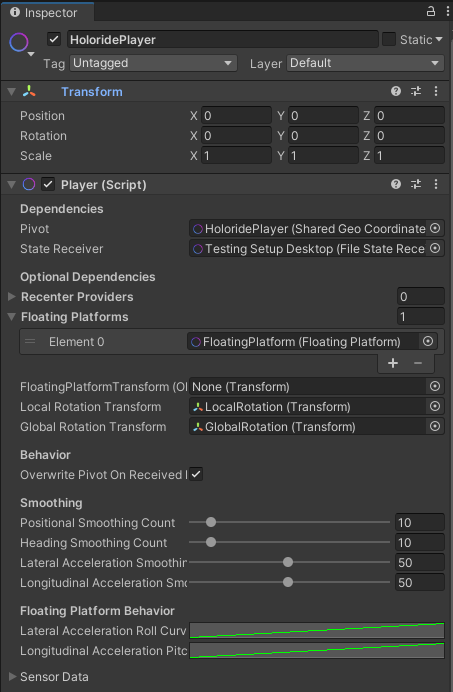 Inspector
HoloridePlayer Static
Tag Untagged Layer Default
Transform
Position X 0 Y 0 Z 0
Rotation X 0 Y 0 Z 0
Scale X 1 Y 1 Z 1
Player (Script)
Dependencies
Pivot HoloridePlayer (Shared Geo Coordinate
State Receiver Testing Setup Desktop (File State Rece
Optional Dependencies
Recenter Providers 0
Floating Platforms 1
Element 0 FloatingPlatform (Floating Platform)
+ −
FloatingPlatformTransform (Ol None (Transform)
Local Rotation Transform LocalRotation (Transform)
Global Rotation Transform GlobalRotation (Transform)
Behavior
Overwrite Pivot On Received
Smoothing
Positional Smoothing Count 10
Heading Smoothing Count 10
Lateral Acceleration Smoothin 50
Longitudinal Acceleration Smo 50
Floating Platform Behavior
Lateral Acceleration Roll Curv
Longitudinal Acceleration Pitc
Sensor Data